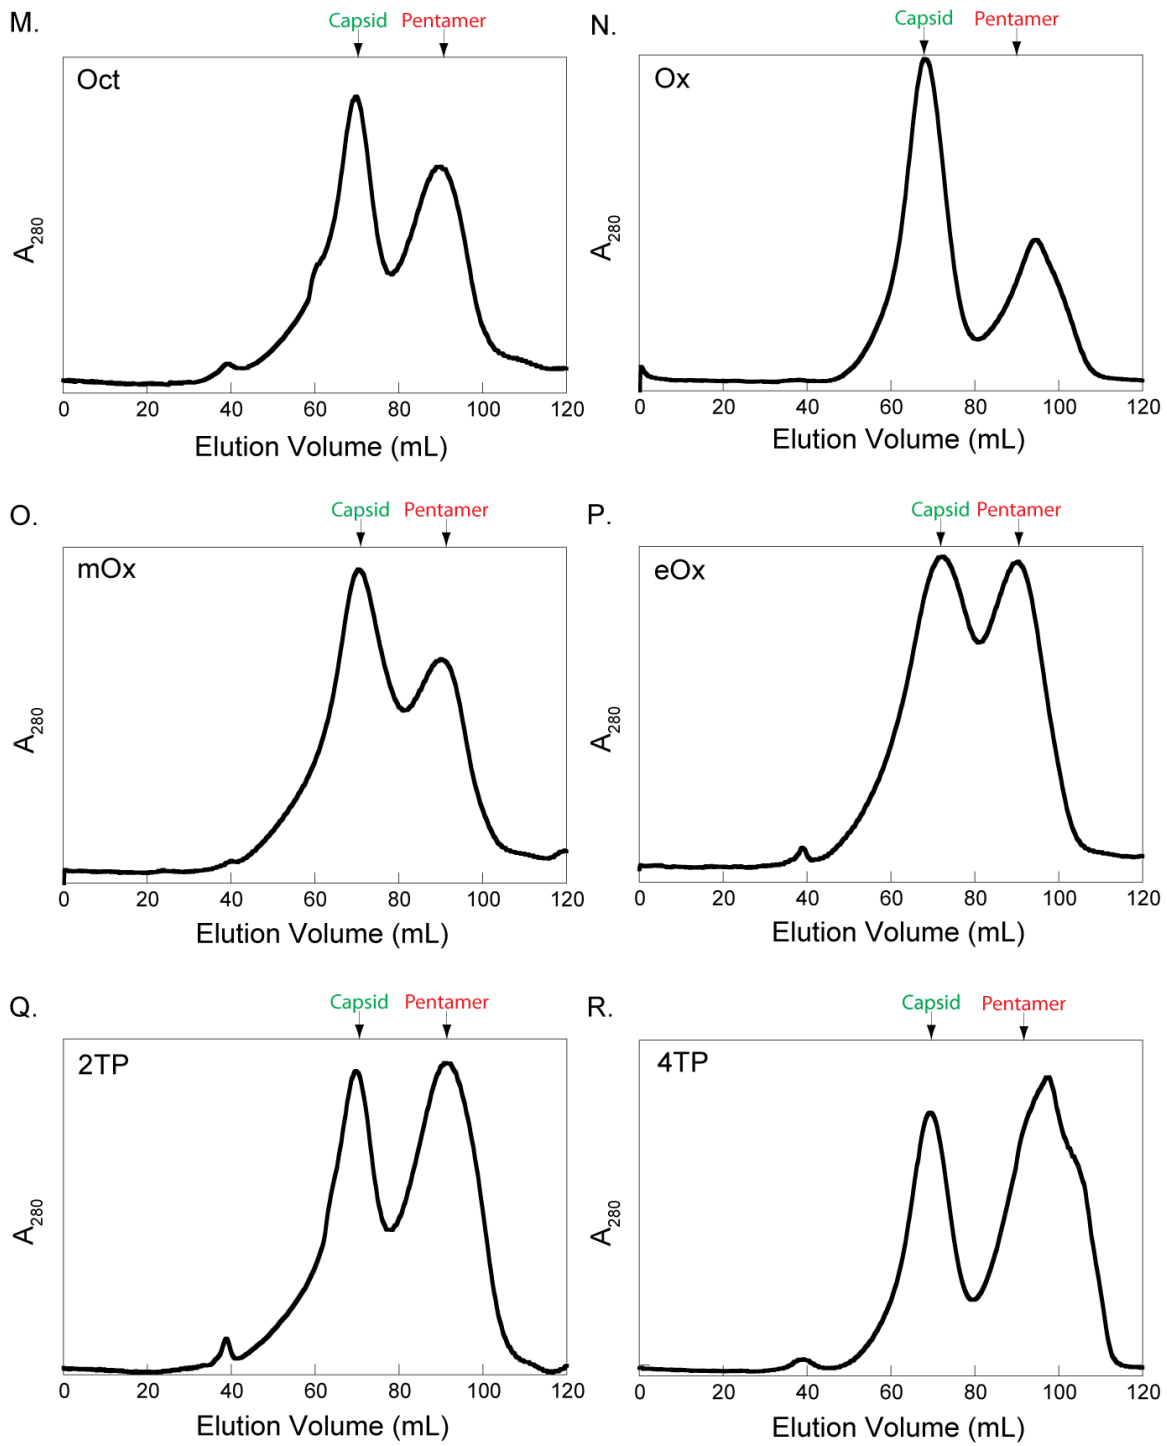 M.
Capsid Pentamer
Oct
A280
0 20 40 60 80 100 120
Elution Volume (mL)
N.
Capsid Pentamer
Ox
A280
0 20 40 60 80 100 120
Elution Volume (mL)
O.
Capsid Pentamer
mOx
A280
0 20 40 60 80 100 120
Elution Volume (mL)
P.
Capsid Pentamer
eOx
A280
0 20 40 60 80 100 120
Elution Volume (mL)
Q.
Capsid Pentamer
2TP
A280
0 20 40 60 80 100 120
Elution Volume (mL)
R.
Capsid Pentamer
4TP
A280
0 20 40 60 80 100 120
Elution Volume (mL)